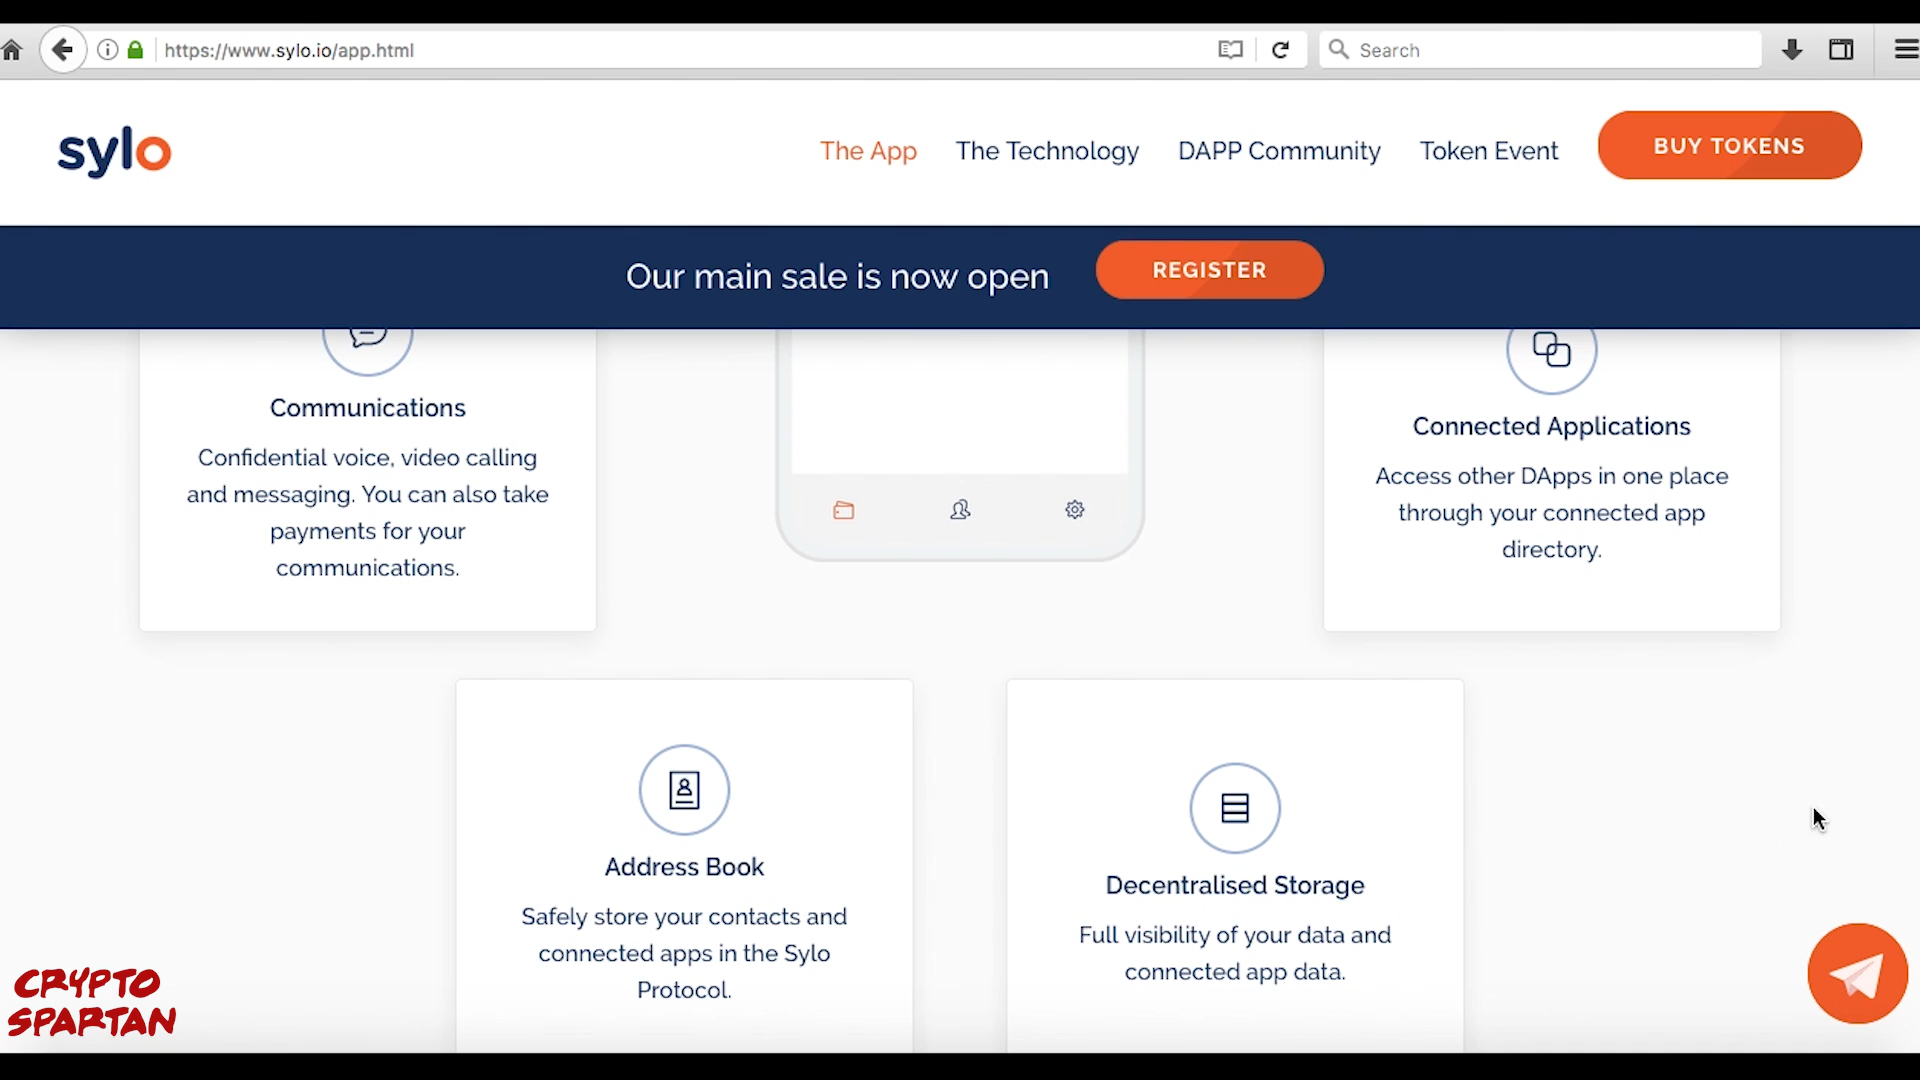 https://www.sylo.io/app.html
Search
sylo
The App
The Technology
DAPP Community
Token Event
BUY TOKENS
Our main sale is now open
REGISTER
Communications
Confidential voice, video calling
and messaging. You can also take
payments for your
communications.
Connected Applications
Access other DApps in one place
through your connected app
directory.
Address Book
Safely store your contacts and
connected apps in the Sylo
Protocol.
Decentralised Storage
Full visibility of your data and
connected app data.
CRYPTO
SPARTAN